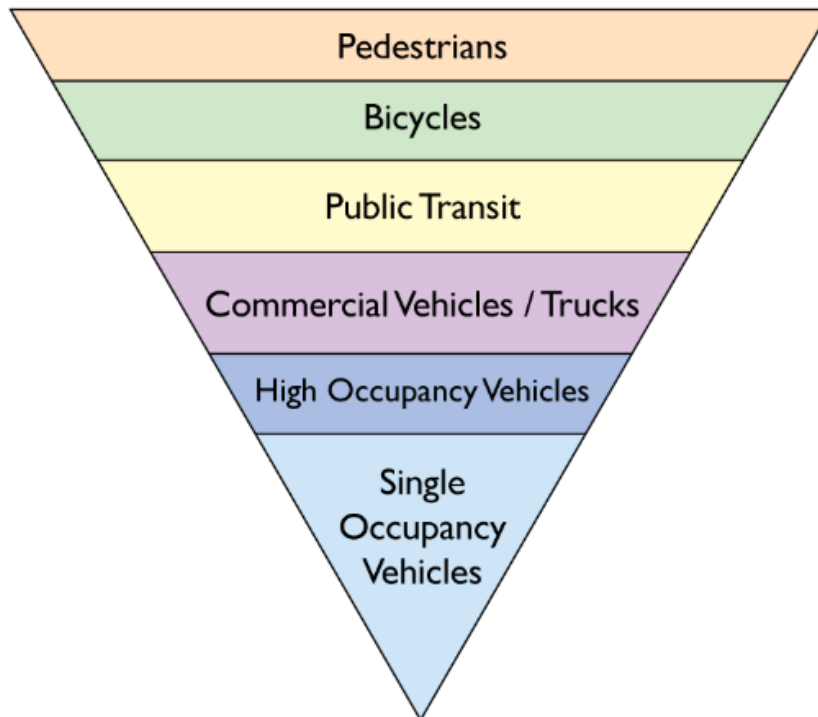 Pedestrians
Bicycles
Public Transit
Commercial Vehicles / Trucks
High Occupancy Vehicles
Single
Occupancy
Vehicles